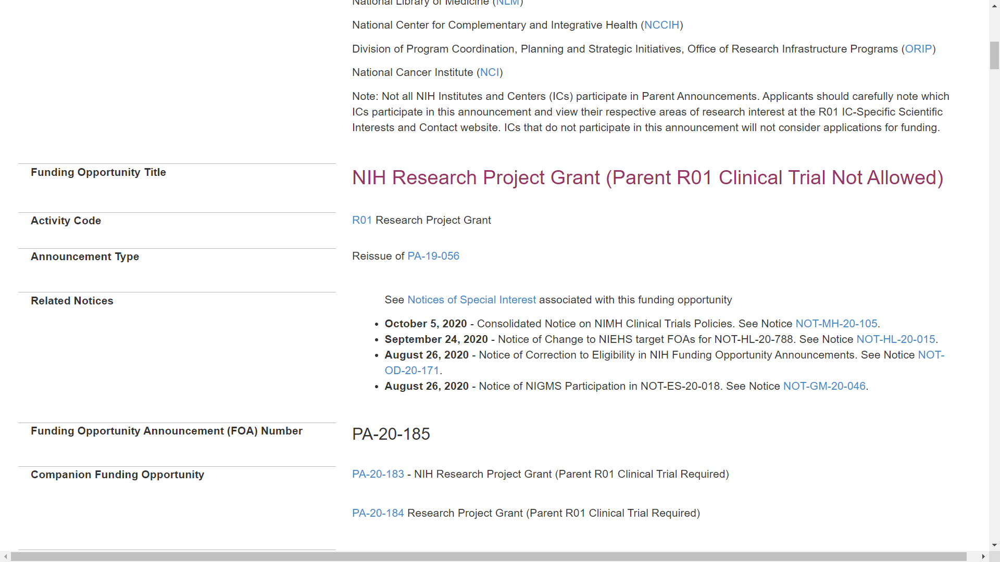 National Library of Medicine (NLM)
National Center for Complementary and Integrative Health (NCCIH)
Division of Program Coordination, Planning and Strategic Initiatives, Office of Research Infrastructure Programs (ORIP)
National Cancer Institute (NCI)
Note: Not all NIH Institutes and Centers (ICs) participate in Parent Announcements. Applicants should carefully note which
ICs participate in this announcement and view their respective areas of research interest at the R01 IC-Specific Scientific
Interests and Contact website. ICs that do not participate in this announcement will not consider applications for funding.
Funding Opportunity Title
NIH Research Project Grant (Parent R01 Clinical Trial Not Allowed)
Activity Code
R01 Research Project Grant
Announcement Type
Reissue of PA-19-056
Related Notices
See Notices of Special Interest associated with this funding opportunity
• October 5, 2020 - Consolidated Notice on NIMH Clinical Trials Policies. See Notice NOT-MH-20-105.
• September 24, 2020 - Notice of Change to NIEHS target FOAs for NOT-HL-20-788. See Notice NOT-HL-20-015.
• August 26, 2020 - Notice of Correction to Eligibility in NIH Funding Opportunity Announcements. See Notice NOT-
OD-20-171.
• August 26, 2020 - Notice of NIGMS Participation in NOT-ES-20-018. See Notice NOT-GM-20-046.
Funding Opportunity Announcement (FOA) Number
PA-20-185
Companion Funding Opportunity
PA-20-183 - NIH Research Project Grant (Parent R01 Clinical Trial Required)
PA-20-184 Research Project Grant (Parent R01 Clinical Trial Required)